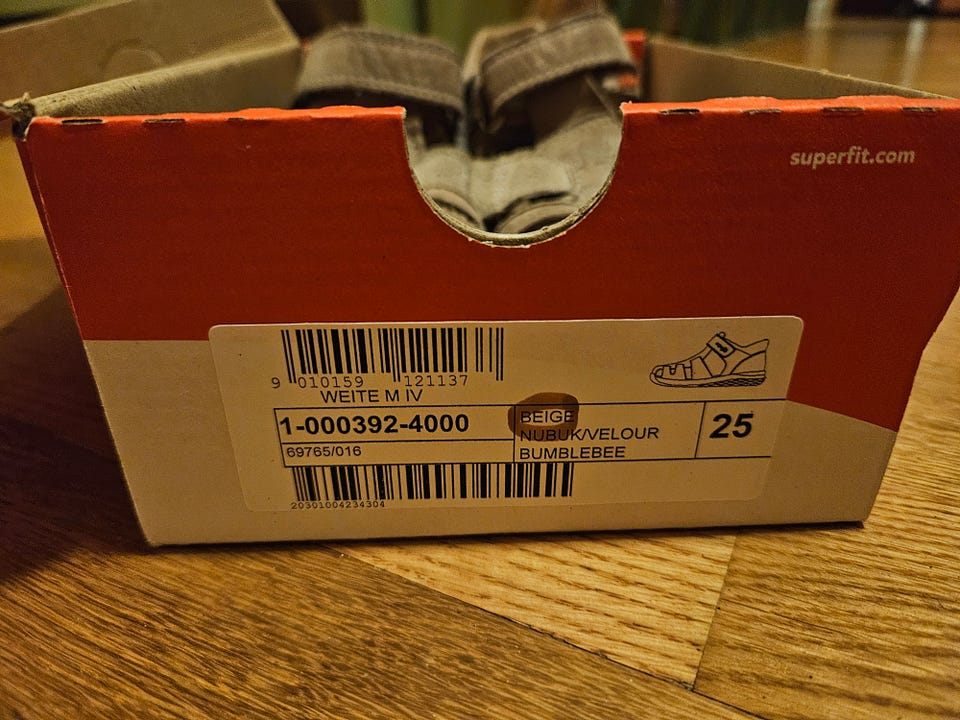 superfit.com
9 010159 121137
WEITE M IV
1-000392-4000
69765/016
BEIGE
NUBUK/VELOUR
BUMBLEBEE
25
20301004234304